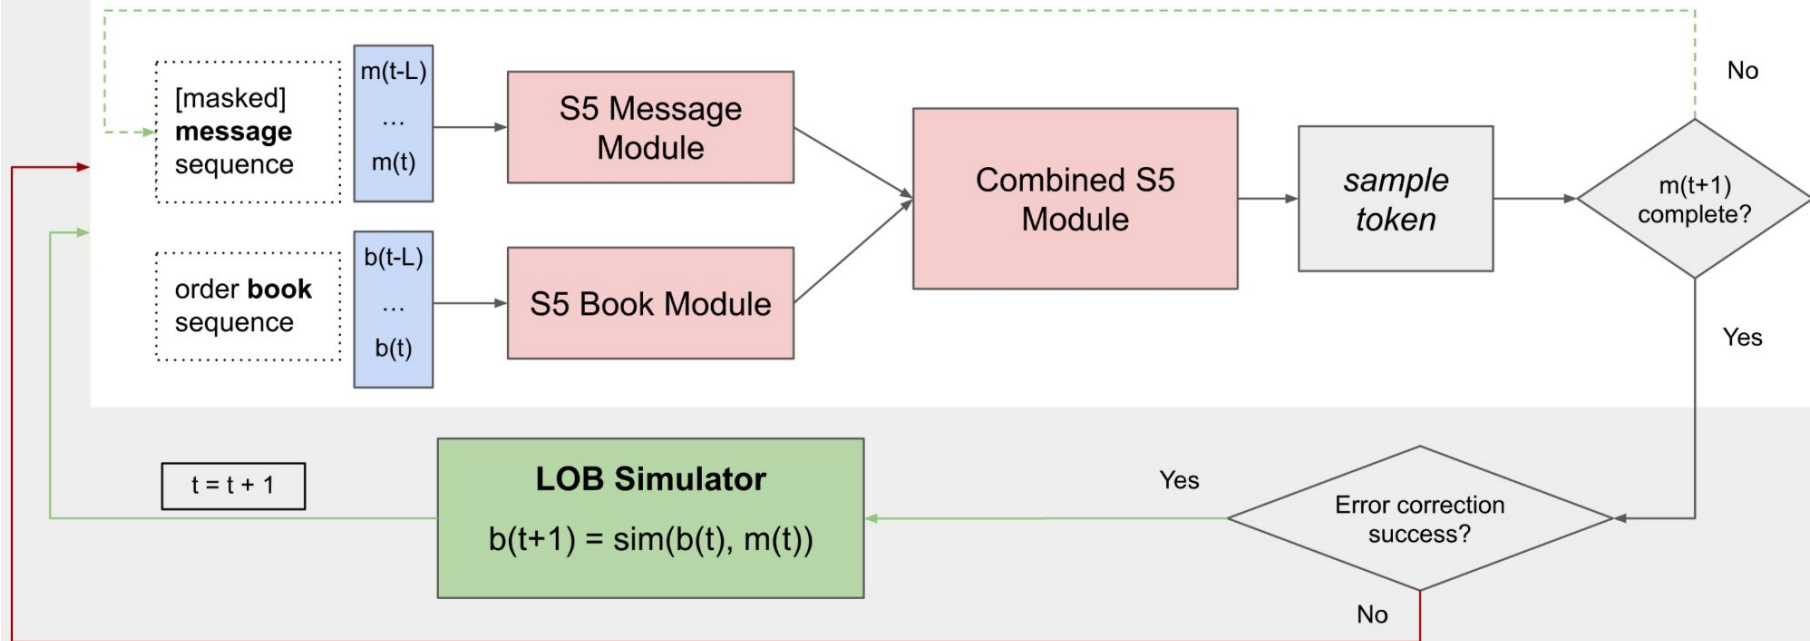 [masked]
message
sequence
m(t-L)
...
m(t)
S5 Message
Module
order book
sequence
b(t-L)
...
b(t)
S5 Book Module
Combined S5
Module
sample
token
m(t+1)
complete?
No
Yes
Error correction
success?
Yes
No
LOB Simulator
b(t+1) = sim(b(t), m(t))
t = t + 1